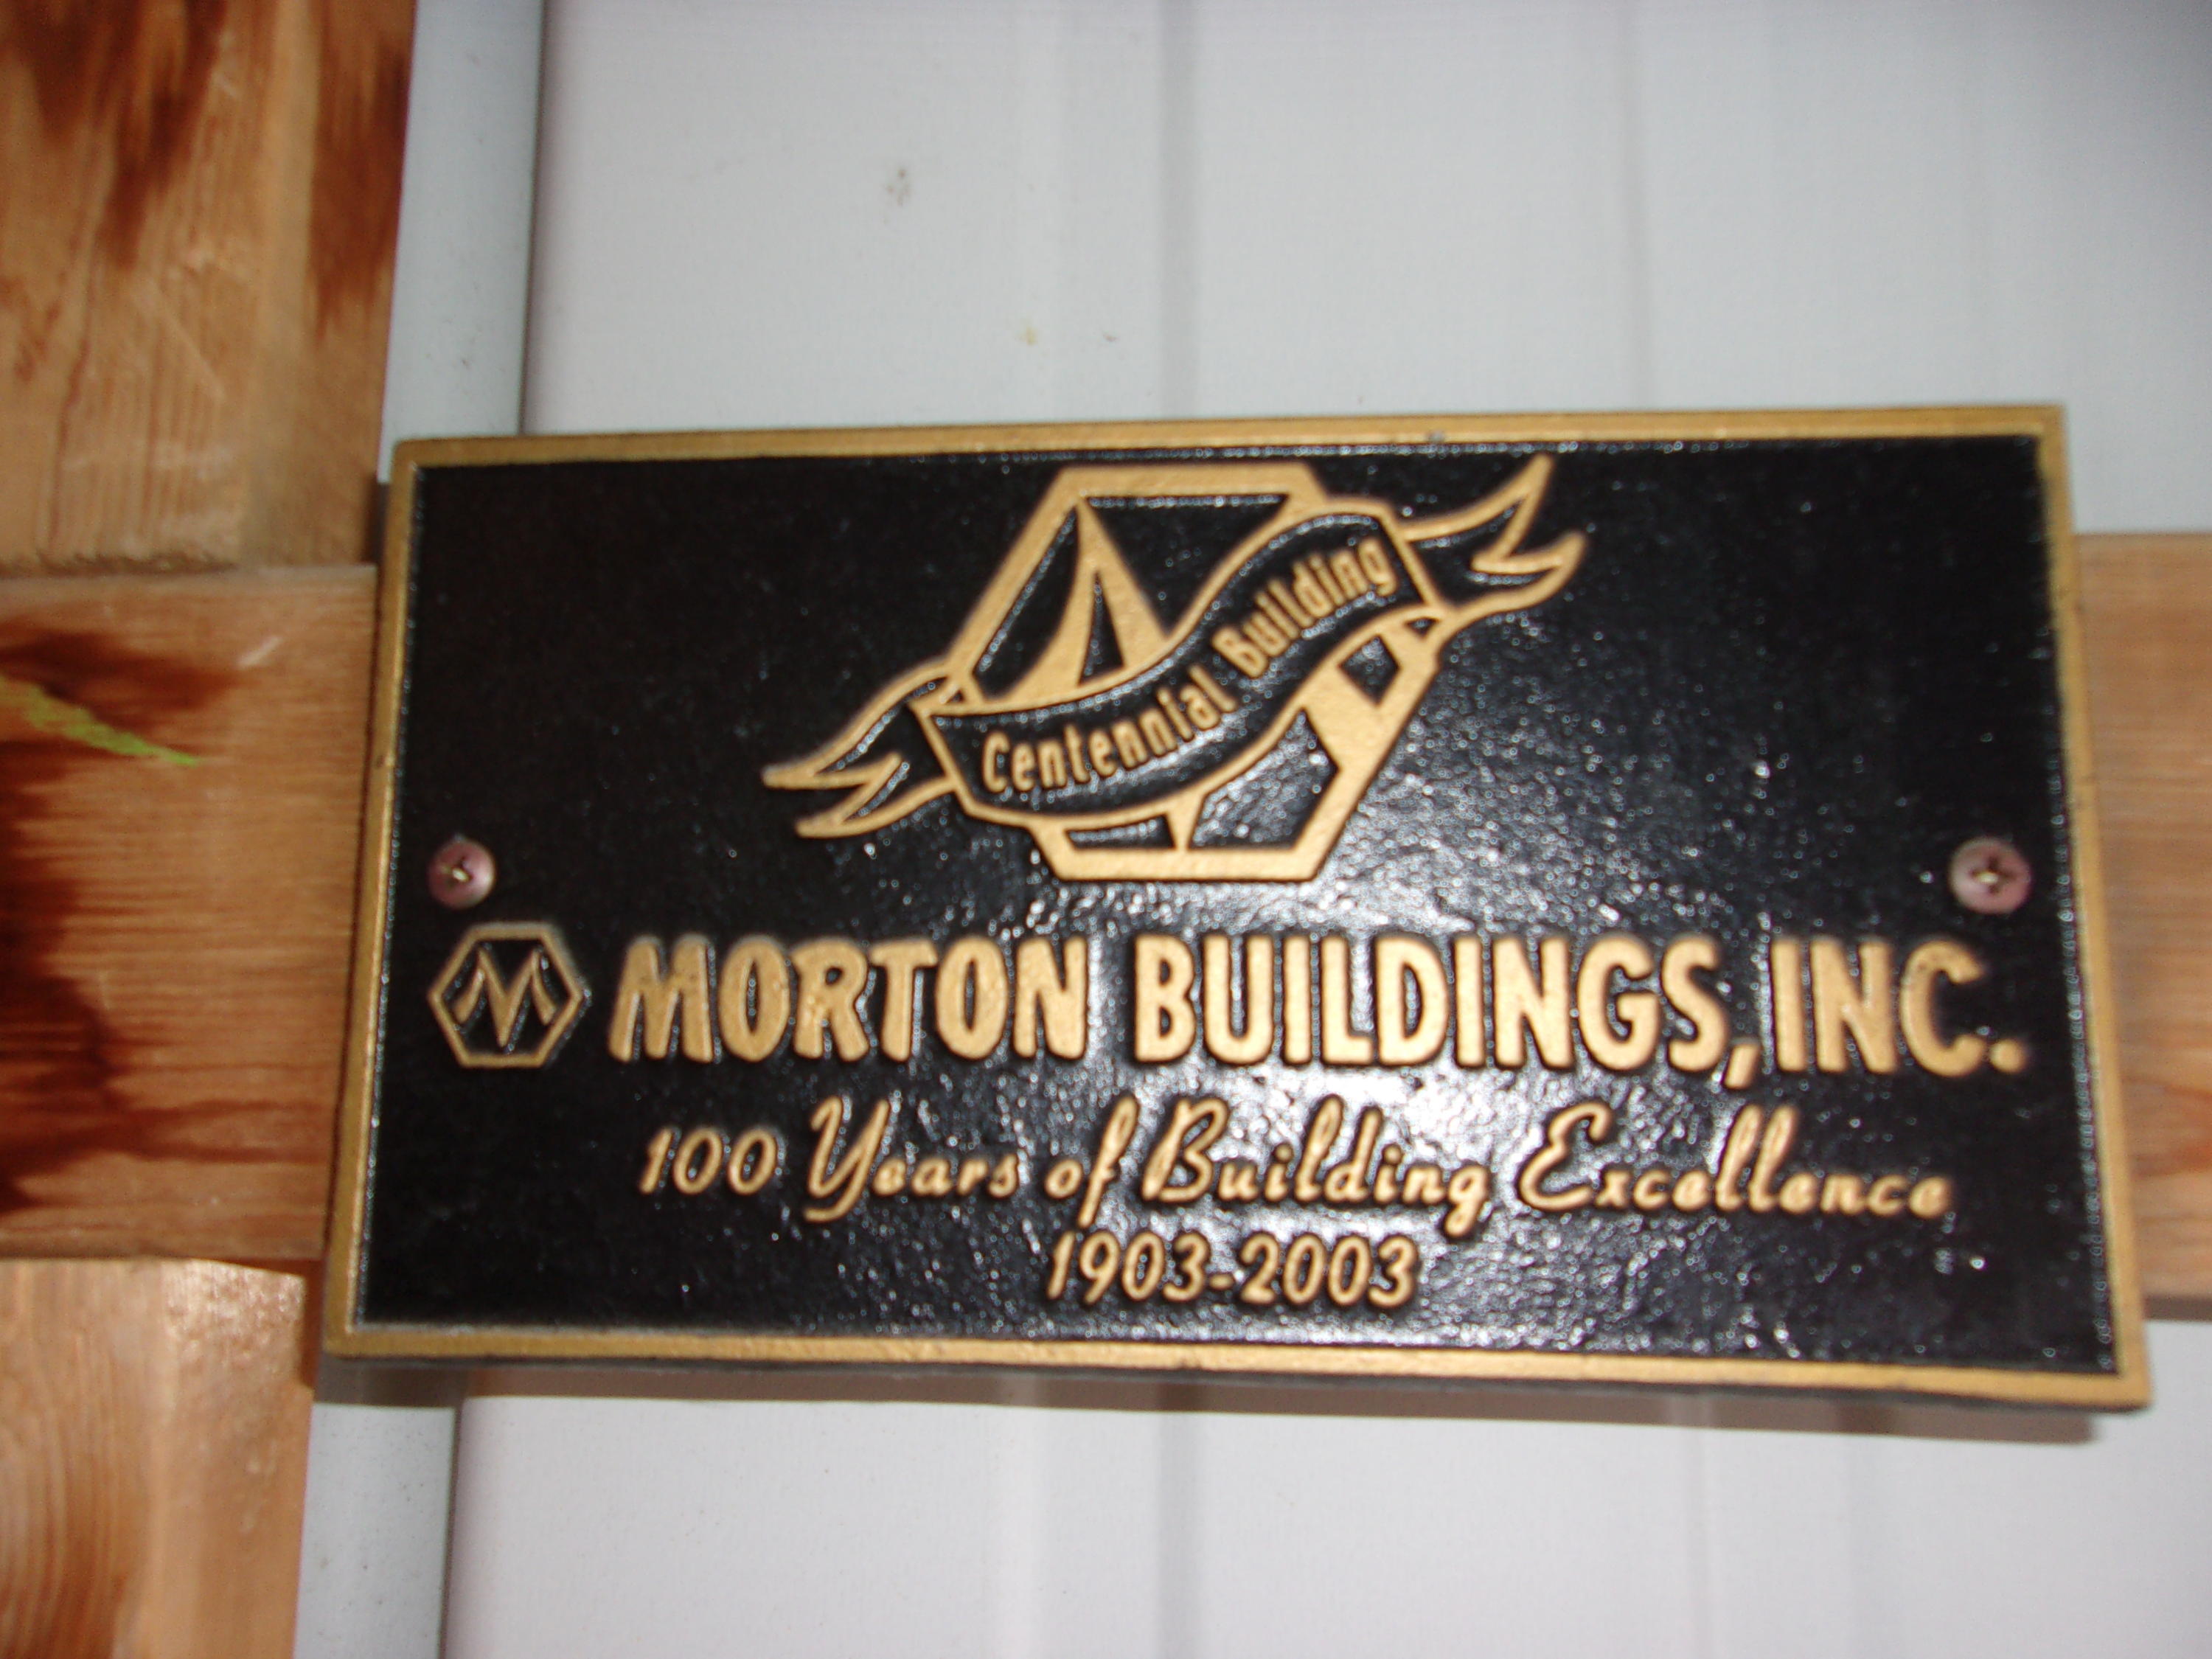 Centennial Building
M MORTON BUILDINGS, INC.
100 Years of Building Excellence
1903-2003